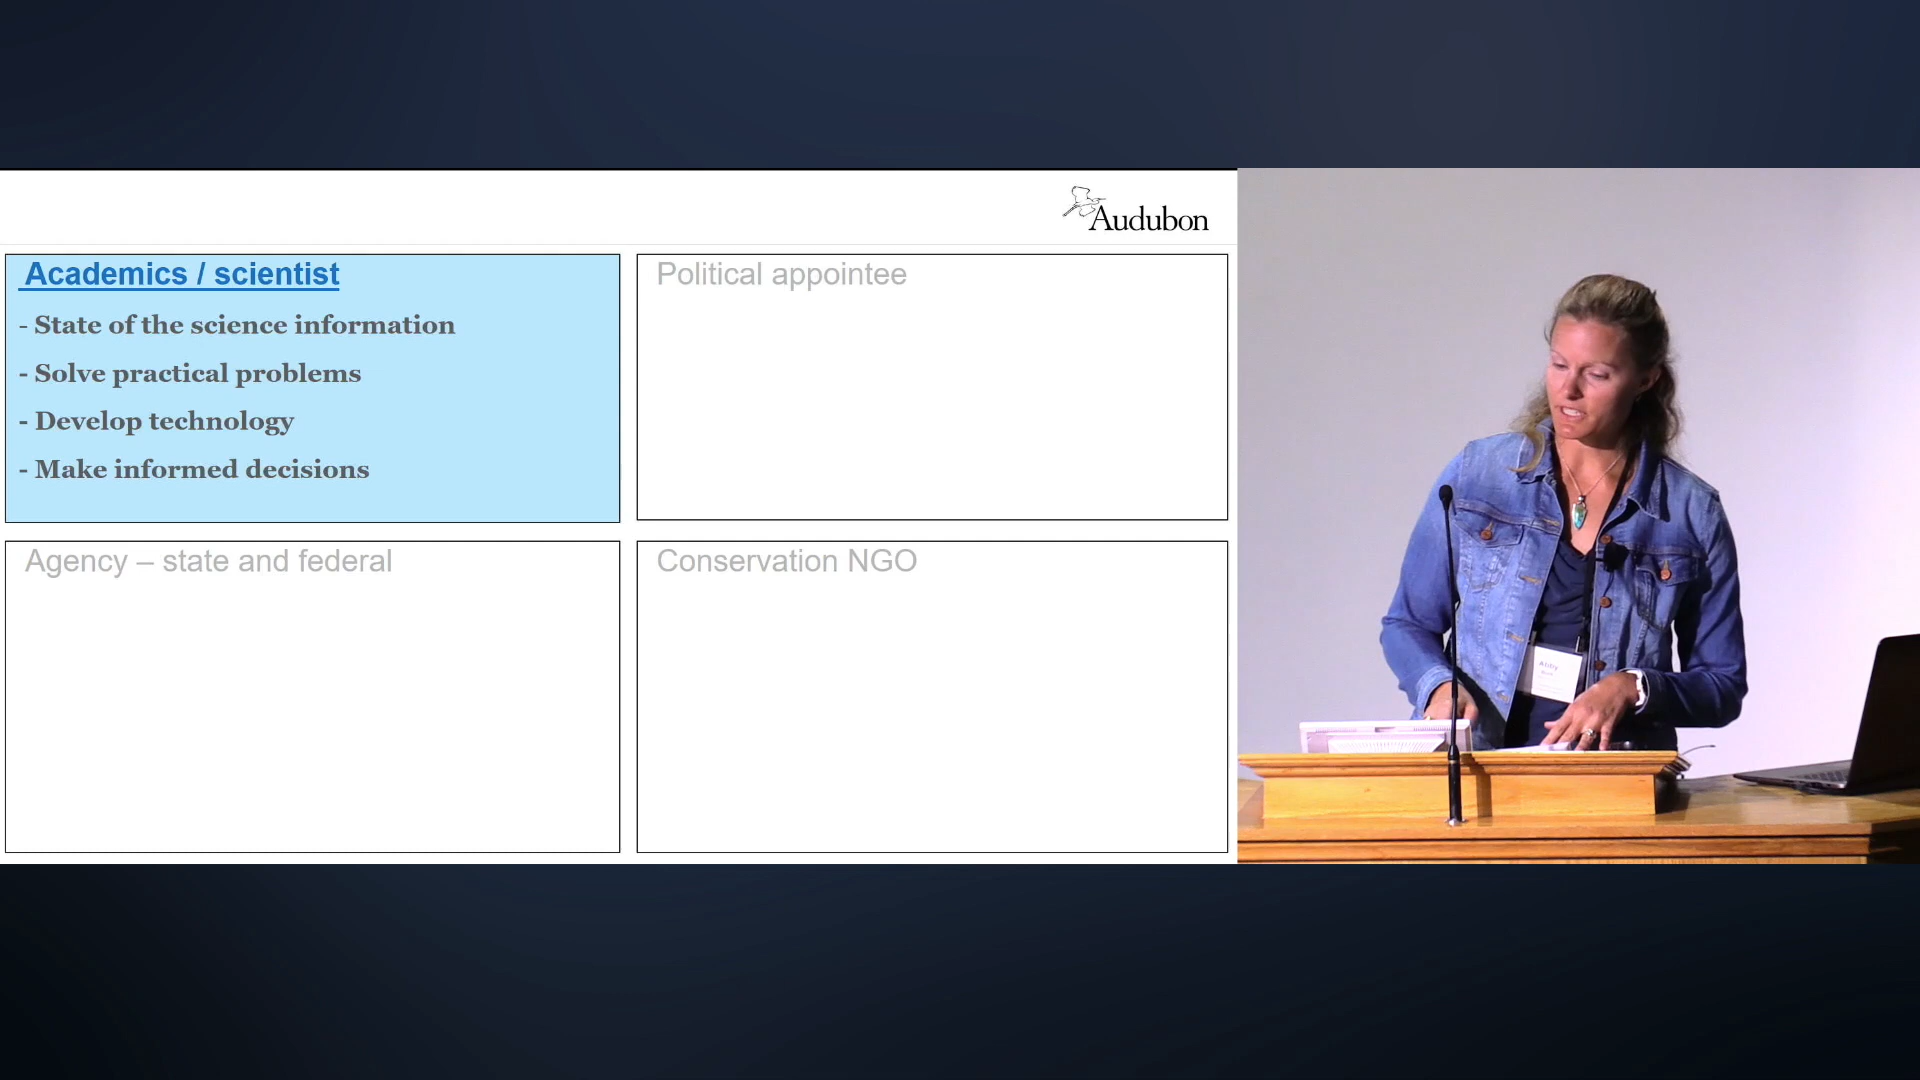 Audubon
Academics / scientist
- State of the science information
- Solve practical problems
- Develop technology
- Make informed decisions
Political appointee
Agency – state and federal
Conservation NGO
Abby